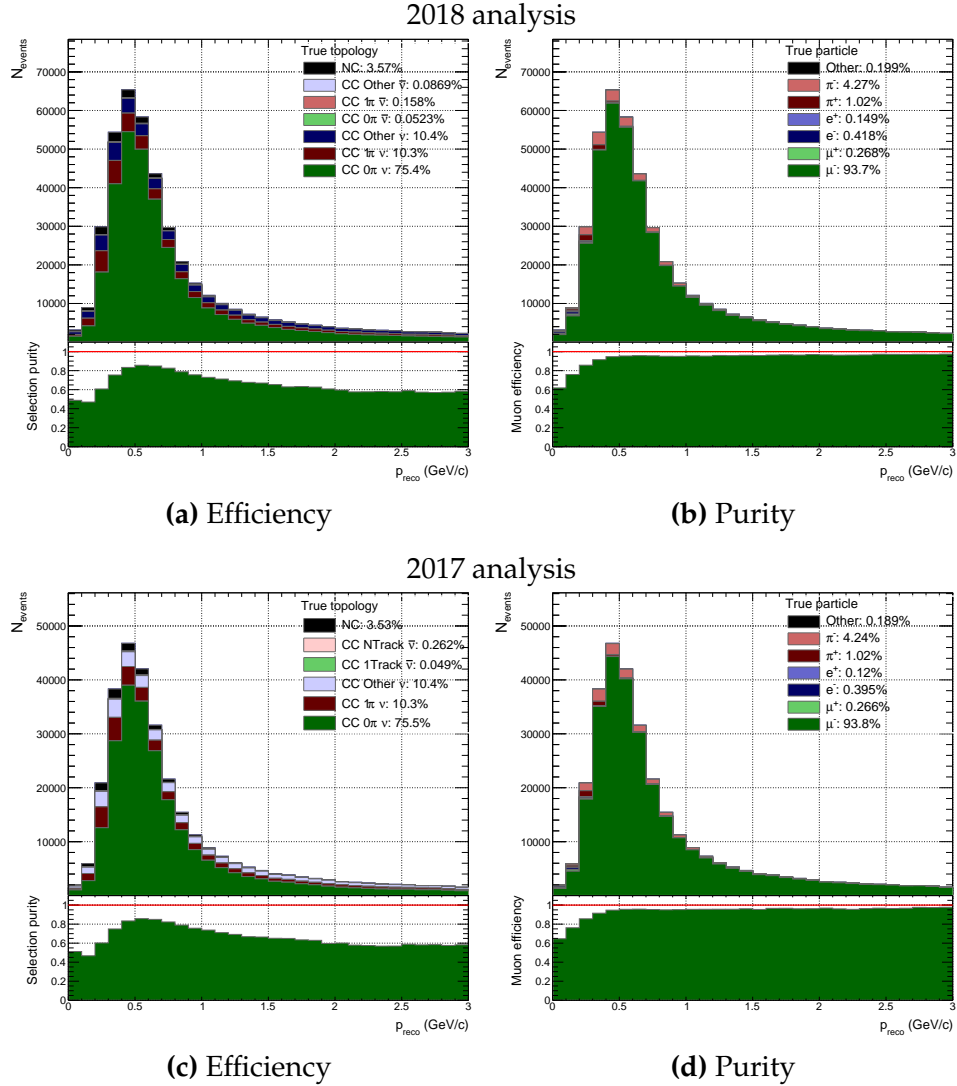 2018 analysis
N_events
70000
60000
50000
40000
30000
20000
10000
True topology
NC: 3.57%
CC Other ν̄: 0.0869%
CC 1π ν̄: 0.158%
CC 0π ν̄: 0.0523%
CC Other ν: 10.4%
CC 1π ν: 10.3%
CC 0π ν: 75.4%
Selection purity
1
0.8
0.6
0.4
0.2
0
0 0.5 1 1.5 2 2.5 3
p_reco (GeV/c)
(a) Efficiency
N_events
70000
60000
50000
40000
30000
20000
10000
True particle
Other: 0.199%
π⁻: 4.27%
π⁺: 1.02%
e⁺: 0.149%
e⁻: 0.418%
μ⁺: 0.268%
μ⁻: 93.7%
Muon efficiency
1
0.8
0.6
0.4
0.2
0
0 0.5 1 1.5 2 2.5 3
p_reco (GeV/c)
(b) Purity
2017 analysis
N_events
50000
40000
30000
20000
10000
True topology
NC: 3.53%
CC NTrack ν̄: 0.262%
CC 1Track ν̄: 0.049%
CC Other ν: 10.4%
CC 1π ν: 10.3%
CC 0π ν: 75.5%
Selection purity
1
0.8
0.6
0.4
0.2
0
0 0.5 1 1.5 2 2.5 3
p_reco (GeV/c)
(c) Efficiency
N_events
50000
40000
30000
20000
10000
True particle
Other: 0.189%
π⁻: 4.24%
π⁺: 1.02%
e⁺: 0.12%
e⁻: 0.395%
μ⁺: 0.266%
μ⁻: 93.8%
Muon efficiency
1
0.8
0.6
0.4
0.2
0
0 0.5 1 1.5 2 2.5 3
p_reco (GeV/c)
(d) Purity